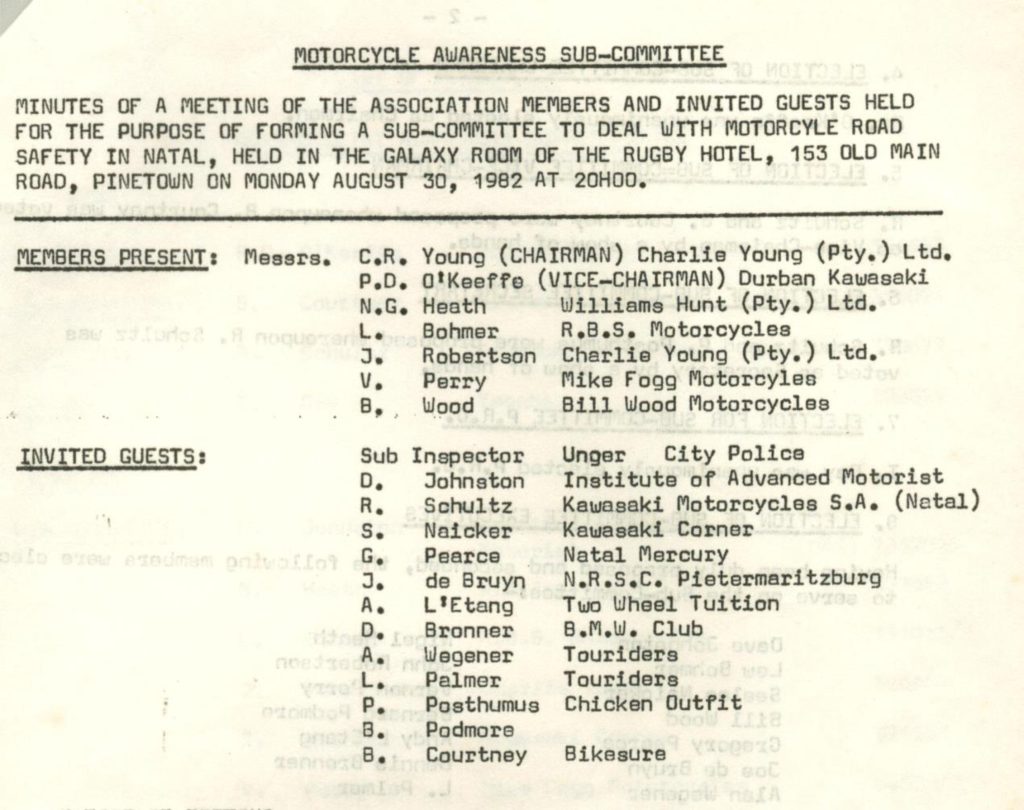 MOTORCYCLE AWARENESS SUB-COMMITTEE
MINUTES OF A MEETING OF THE ASSOCIATION MEMBERS AND INVITED GUESTS HELD
FOR THE PURPOSE OF FORMING A SUB-COMMITTEE TO DEAL WITH MOTORCYLE ROAD
SAFETY IN NATAL, HELD IN THE GALAXY ROOM OF THE RUGBY HOTEL, 153 OLD MAIN
ROAD, PINETOWN ON MONDAY AUGUST 30, 1982 AT 20H00.
MEMBERS PRESENT: Messrs. C.R. Young (CHAIRMAN) Charlie Young (Pty.) Ltd.
P.D. O'Keeffe (VICE-CHAIRMAN) Durban Kawasaki
N.G. Heath Williams Hunt (Pty.) Ltd.
L. Bohmer R.B.S. Motorcycles
J. Robertson Charlie Young (Pty.) Ltd.
V. Perry Mike Fogg Motorcyles
B. Wood Bill Wood Motorcycles
INVITED GUESTS: Sub Inspector Unger City Police
D. Johnston Institute of Advanced Motorist
R. Schultz Kawasaki Motorcycles S.A. (Natal)
S. Naicker Kawasaki Corner
G. Pearce Natal Mercury
J. de Bruyn N.R.S.C. Pietermaritzburg
A. L'Etang Two Wheel Tuition
D. Bronner B.M.W. Club
A. Wegener Touriders
L. Palmer Touriders
P. Posthumus Chicken Outfit
B. Podmore
B. Courtney Bikesure